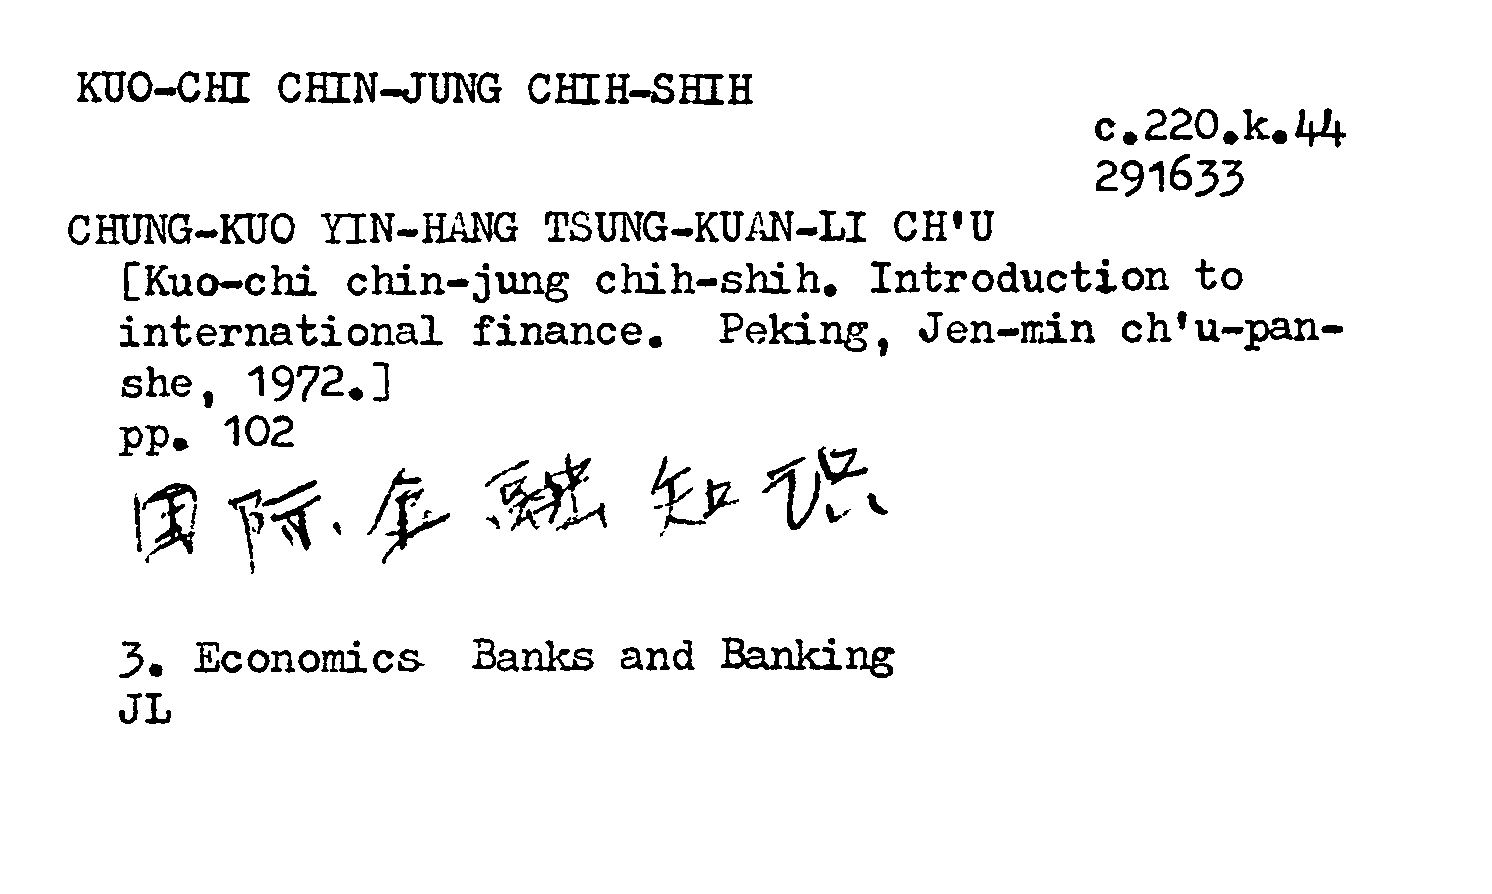 KUO-CHI CHIN-JUNG CHIH-SHIH
c.220.k.44
291633
CHUNG-KUO YIN-HANG TSUNG-KUAN-LI CH'U
[Kuo-chi chin-jung chih-shih. Introduction to
international finance. Peking, Jen-min ch'u-pan-
she, 1972.]
pp. 102
国际金融知识
3. Economics Banks and Banking
JL